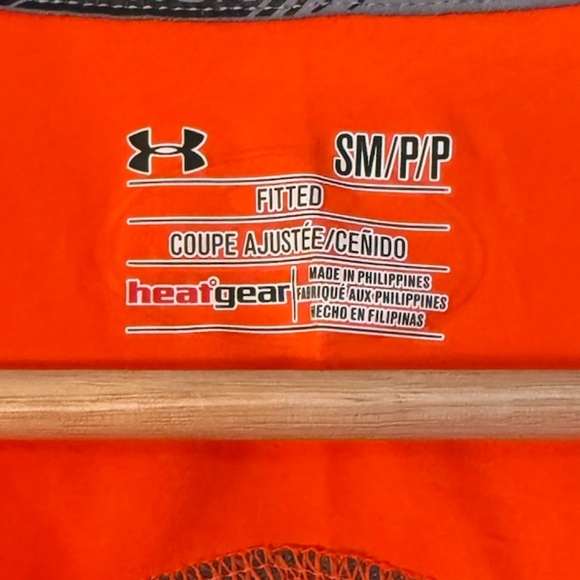 SM/P/P
FITTED
COUPE AJUSTÉE/CEÑIDO
heatgear
MADE IN PHILIPPINES
FABRIQUÉ AUX PHILIPPINES
HECHO EN FILIPINAS